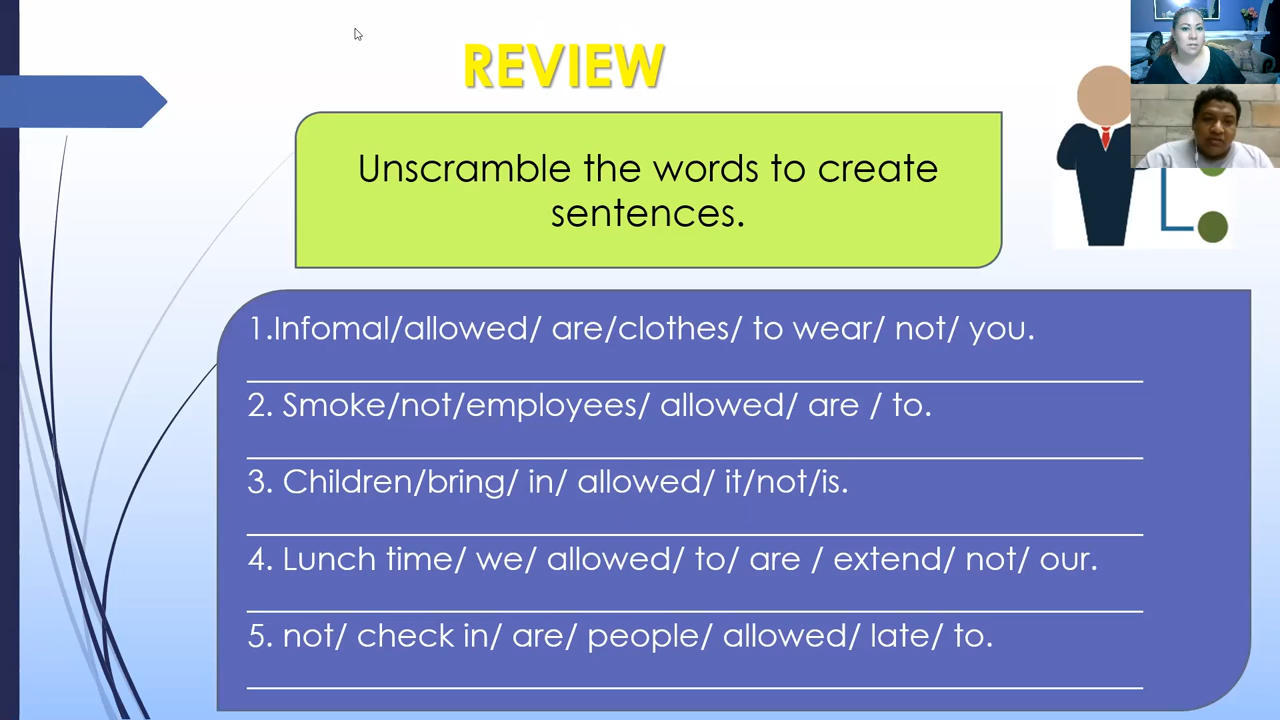 REVIEW
Unscramble the words to create
sentences.
1.Infomal/allowed/ are/clothes/ to wear/ not/ you.
2. Smoke/not/employees/ allowed/ are / to.
3. Children/bring/ in/ allowed/ it/not/is.
4. Lunch time/ we/ allowed/ to/ are / extend/ not/ our.
5. not/ check in/ are/ people/ allowed/ late/ to.